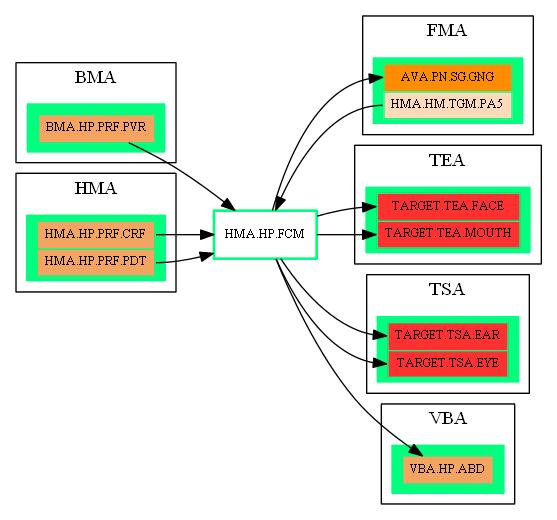 BMA
BMA.HP.PRF.PVR
HMA
HMA.HP.PRF.CRF
HMA.HP.PRF.PDT
HMA.HP.FCM
FMA
AVA.PN.SG.GNG
HMA.HM.TGM.PA5
TEA
TARGET.TEA.FACE
TARGET.TEA.MOUTH
TSA
TARGET.TSA.EAR
TARGET.TSA.EYE
VBA
VBA.HP.ABD